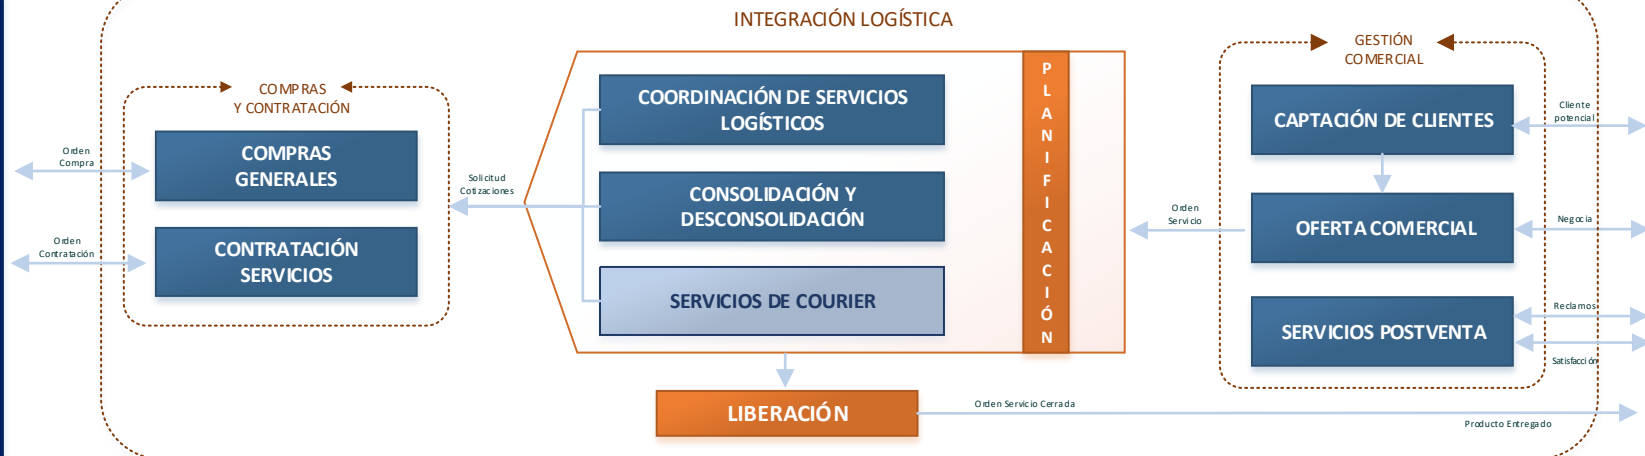 INTEGRACIÓN LOGÍSTICA
COMPRAS
Y CONTRATACIÓN
COMPRAS
GENERALES
CONTRATACIÓN
SERVICIOS
Orden
Compra
Orden
Contratación
Solicitud
Cotizaciones
COORDINACIÓN DE SERVICIOS
LOGÍSTICOS
CONSOLIDACIÓN Y
DESCONSOLIDACIÓN
SERVICIOS DE COURIER
PLANIFICACIÓN
LIBERACIÓN
Orden Servicio Cerrada
Producto Entregado
Orden
Servicio
GESTIÓN
COMERCIAL
CAPTACIÓN DE CLIENTES
OFERTA COMERCIAL
SERVICIOS POSTVENTA
Cliente
potencial
Negocia
Reclamos
Satisfacción